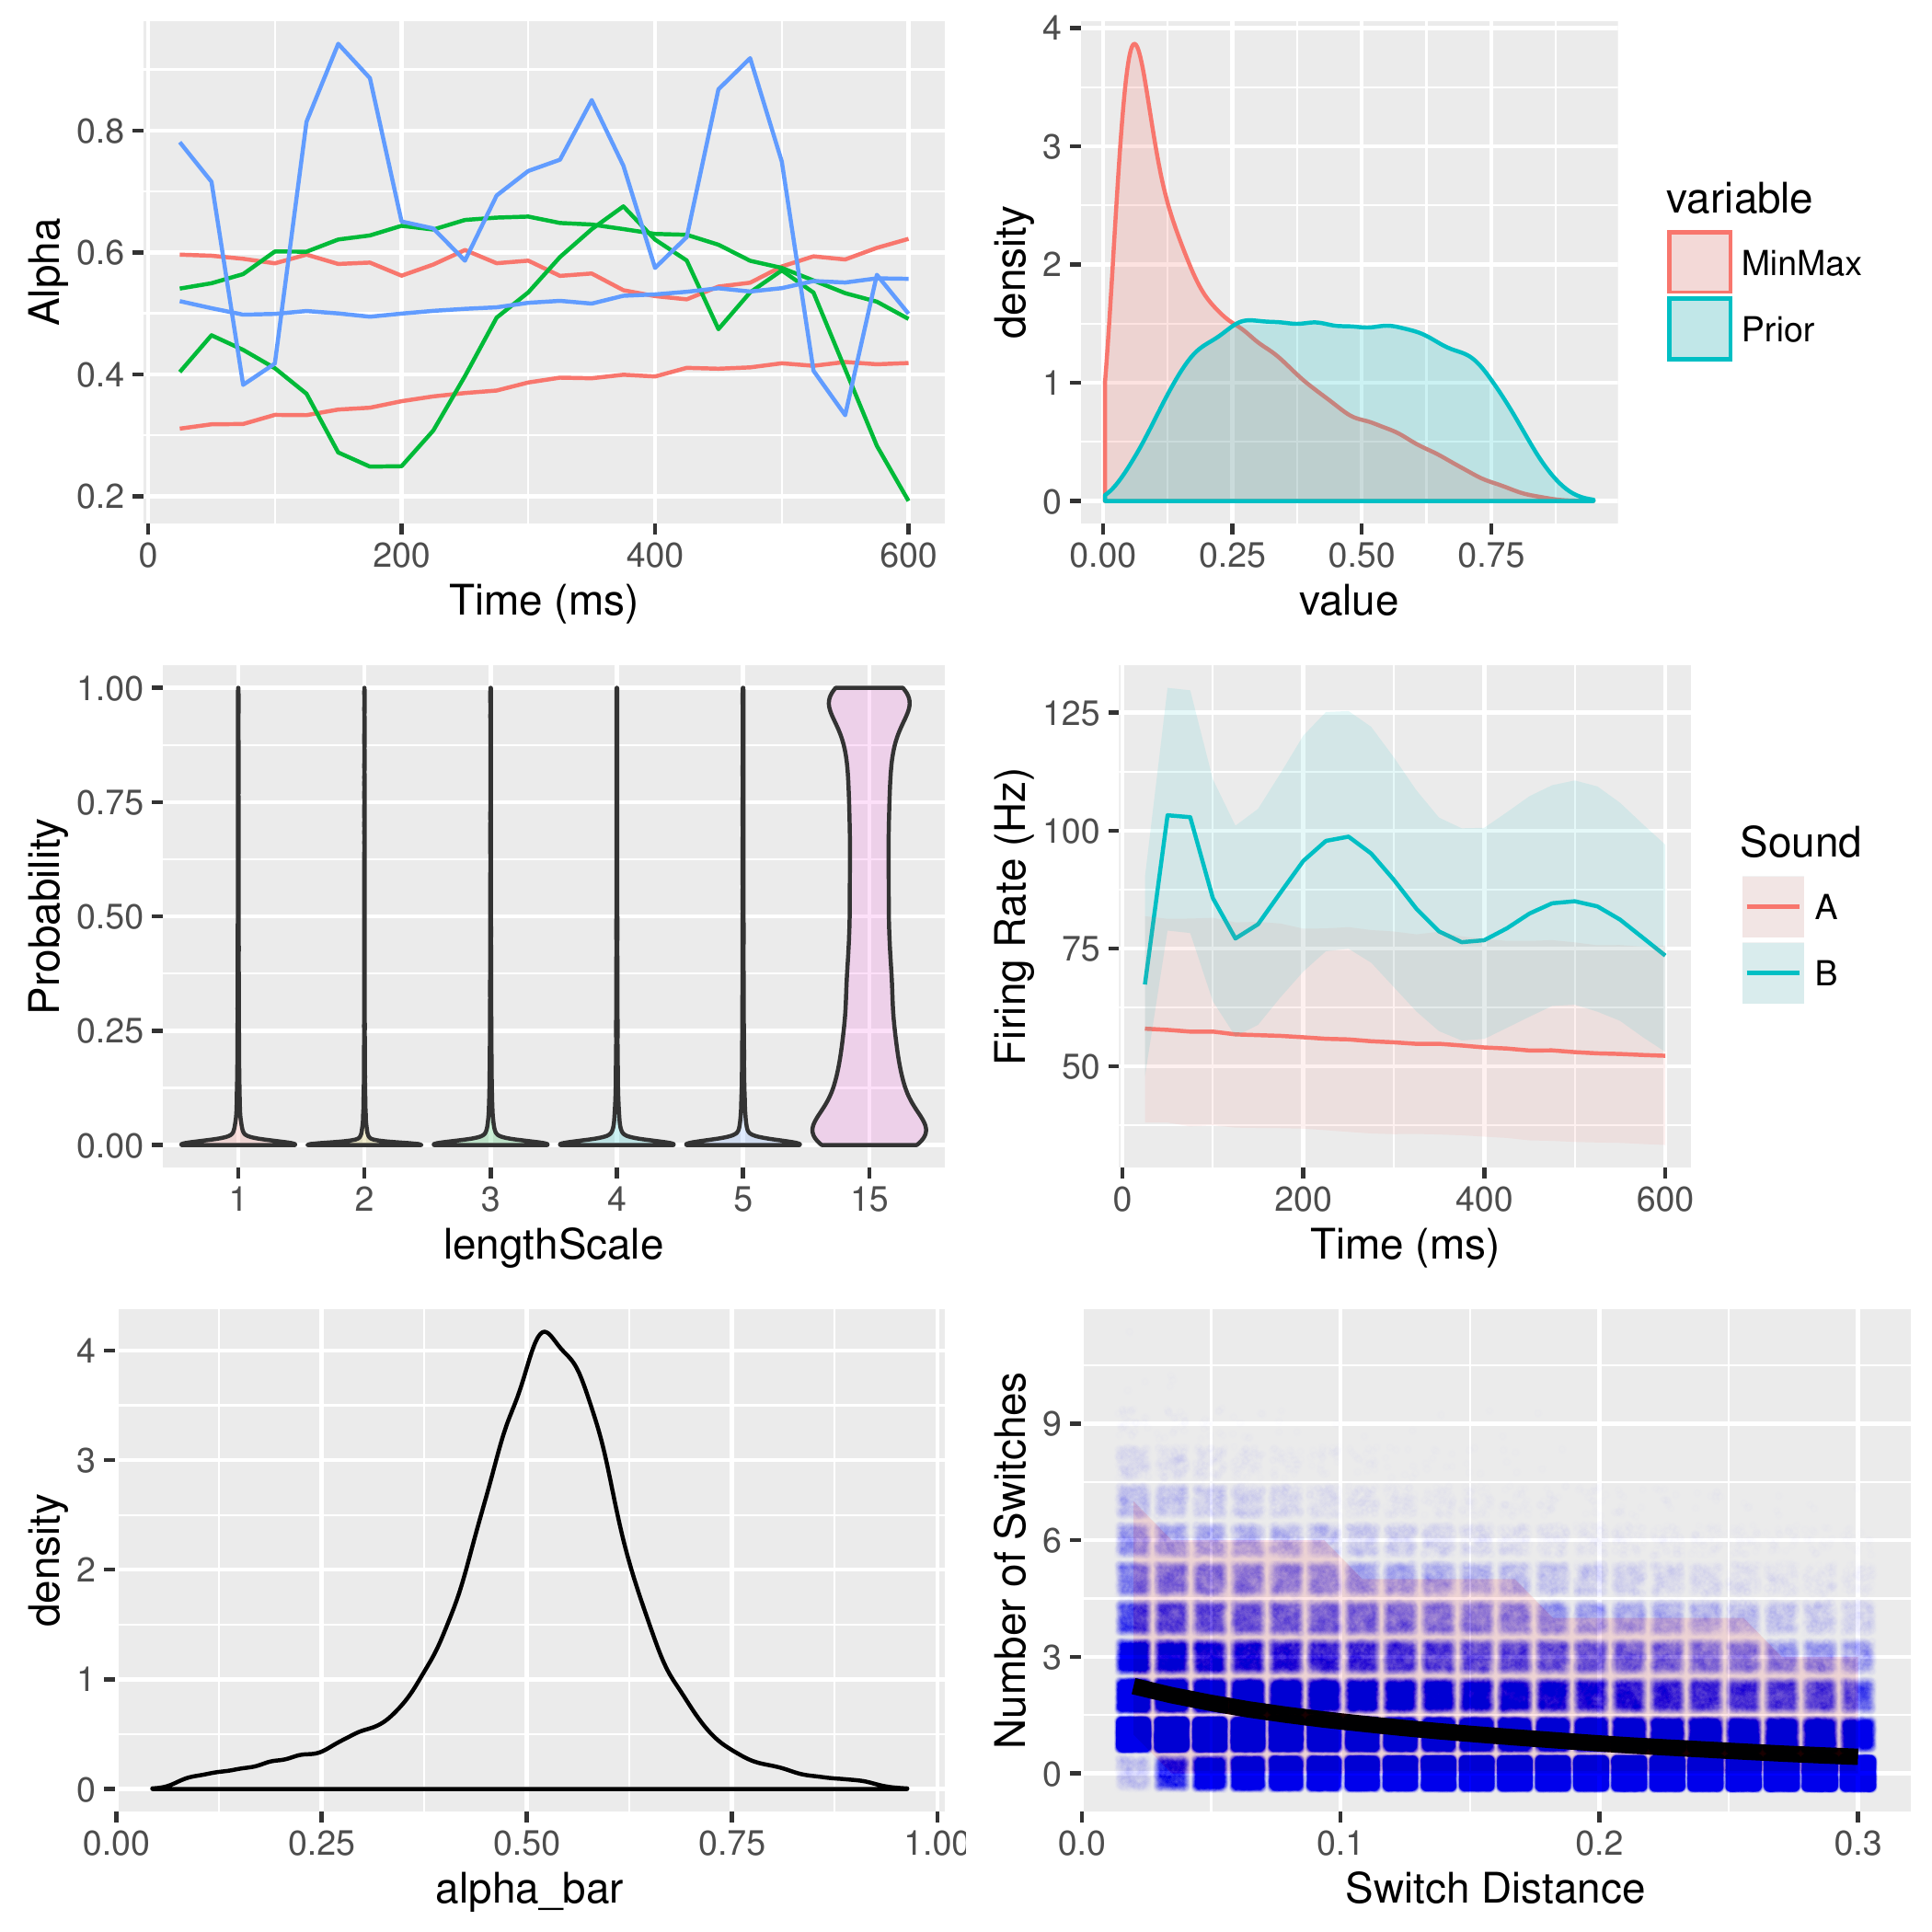 Alpha
0.8
0.6
0.4
0.2
0 200 400 600
Time (ms)
density
4
3
2
1
0
0.00 0.25 0.50 0.75
value
variable
MinMax
Prior
Probability
1.00
0.75
0.50
0.25
0.00
1 2 3 4 5 15
lengthScale
Firing Rate (Hz)
125
100
75
50
0 200 400 600
Time (ms)
Sound
A
B
density
4
3
2
1
0
0.00 0.25 0.50 0.75 1.00
alpha_bar
Number of Switches
9
6
3
0
0.0 0.1 0.2 0.3
Switch Distance